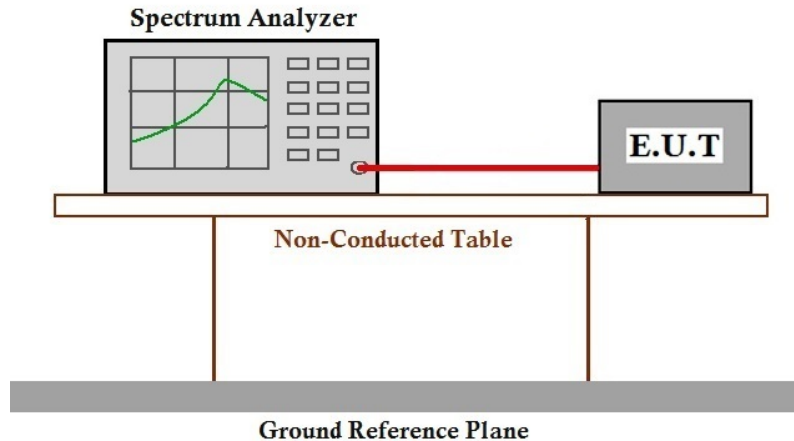 Spectrum Analyzer
E.U.T
Non-Conducted Table
Ground Reference Plane